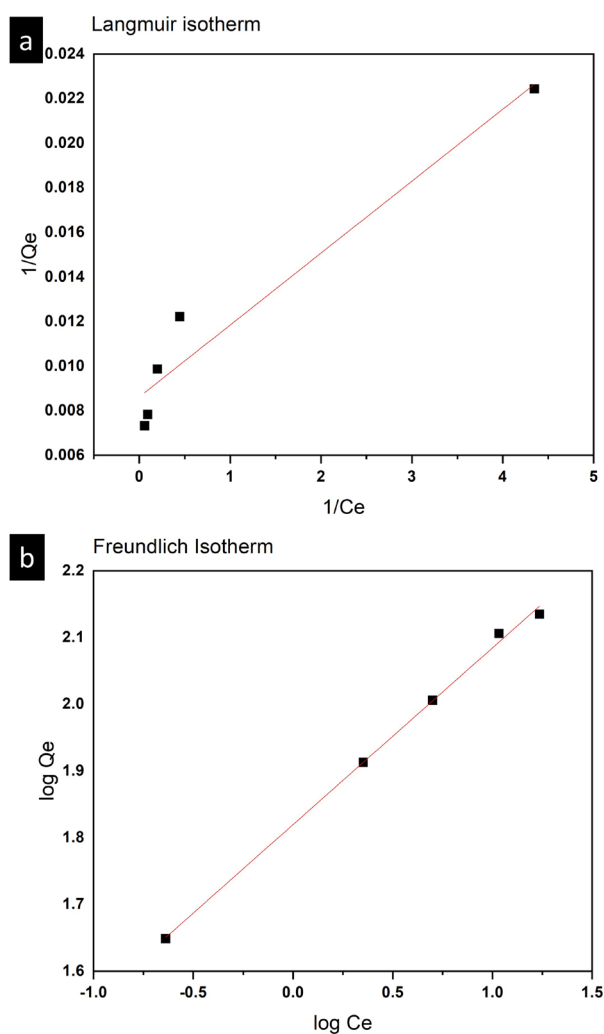 a
Langmuir isotherm
0.024
0.022
0.020
0.018
0.016
0.014
0.012
0.010
0.008
0.006
1/Qe
0 1 2 3 4 5
1/Ce
b
Freundlich Isotherm
2.2
2.1
2.0
1.9
1.8
1.7
1.6
log Qe
-1.0 -0.5 0.0 0.5 1.0 1.5
log Ce